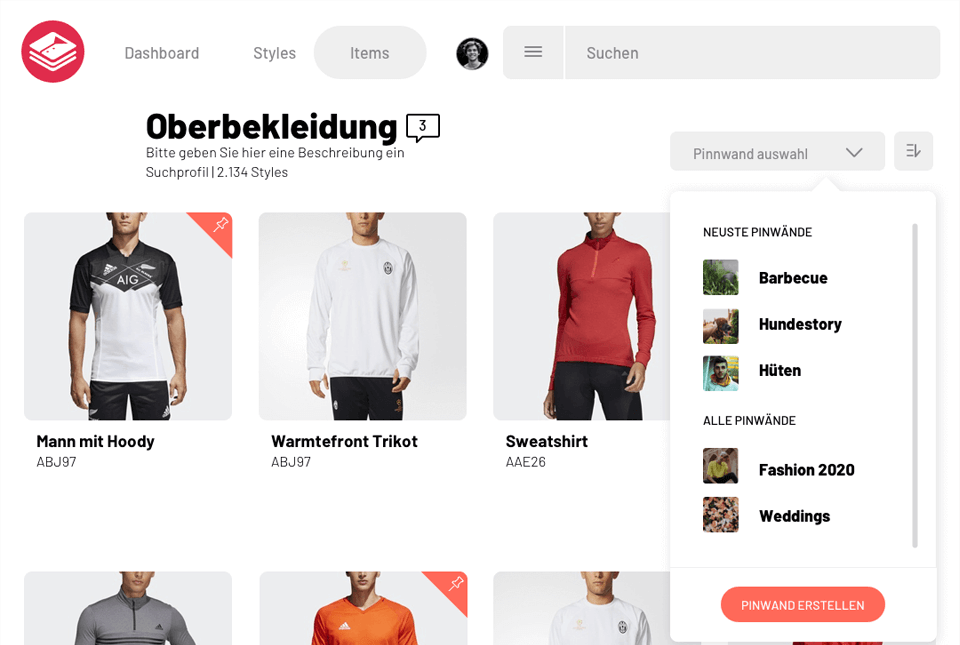 Dashboard
Styles
Items
Suchen
Oberbekleidung
3
Bitte geben Sie hier eine Beschreibung ein
Suchprofil | 2.134 Styles
Pinnwand auswahl
NEUSTE PINWÄNDE
Barbecue
Hundestory
Hüten
ALLE PINWÄNDE
Fashion 2020
Weddings
PINWAND ERSTELLEN
AIG
Mann mit Hoody
ABJ97
Warmtefront Trikot
ABJ97
Sweatshirt
AAE26